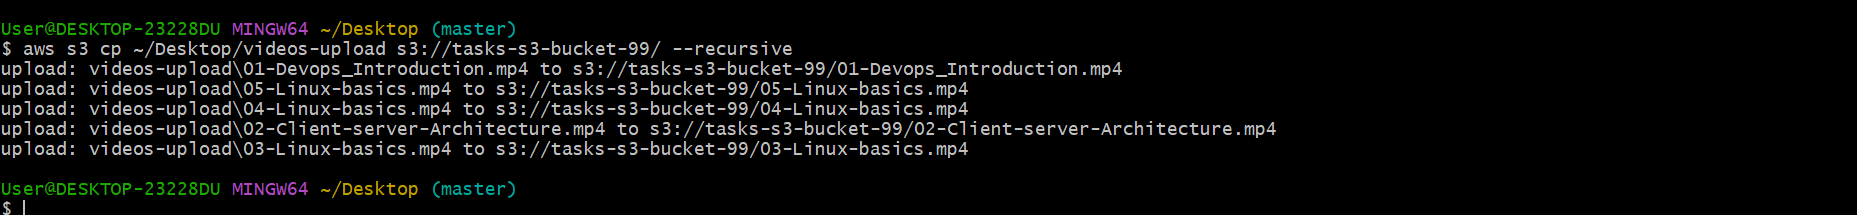 User@DESKTOP-23228DU MINGW64 ~/Desktop (master)
$ aws s3 cp ~/Desktop/videos-upload s3://tasks-s3-bucket-99/ --recursive
upload: videos-upload\01-Devops_Introduction.mp4 to s3://tasks-s3-bucket-99/01-Devops_Introduction.mp4
upload: videos-upload\05-Linux-basics.mp4 to s3://tasks-s3-bucket-99/05-Linux-basics.mp4
upload: videos-upload\04-Linux-basics.mp4 to s3://tasks-s3-bucket-99/04-Linux-basics.mp4
upload: videos-upload\02-Client-server-Architecture.mp4 to s3://tasks-s3-bucket-99/02-Client-server-Architecture.mp4
upload: videos-upload\03-Linux-basics.mp4 to s3://tasks-s3-bucket-99/03-Linux-basics.mp4
User@DESKTOP-23228DU MINGW64 ~/Desktop (master)
$